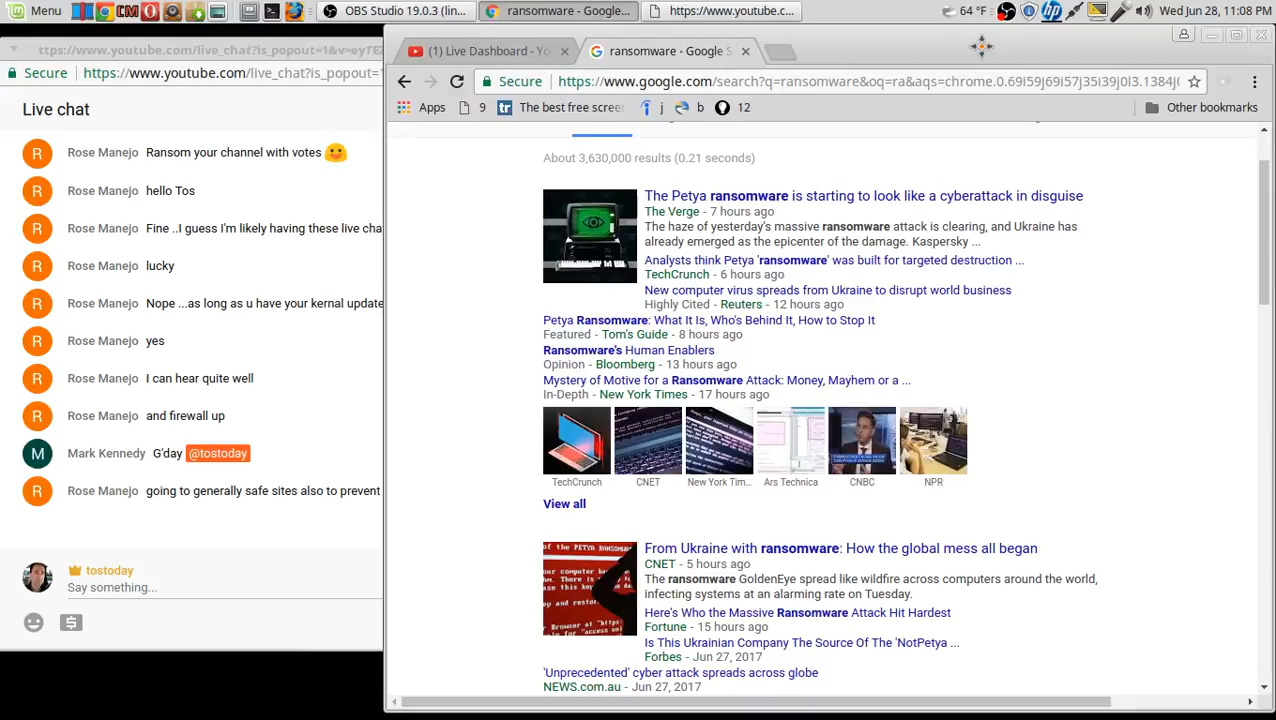 Menu
OBS Studio 19.0.3 (lin...
ransomware - Google...
https://www.youtube.c...
64 °F
Wed Jun 28, 11:08 PM
ttps://www.youtube.com/live_chat?is_popout=1&v=
Secure
https://www.youtube.com/live_chat?is_popout=
Live chat
Rose Manejo Ransom your channel with votes
Rose Manejo hello Tos
Rose Manejo Fine ..I guess I'm likely having these live cha
Rose Manejo lucky
Rose Manejo Nope ...as long as u have your kernal update
Rose Manejo yes
Rose Manejo I can hear quite well
Rose Manejo and firewall up
Mark Kennedy G'day @tostoday
Rose Manejo going to generally safe sites also to prevent
tostoday
Say something...
(1) Live Dashboard - Yo
ransomware - Google S
Secure
https://www.google.com/search?q=ransomware&oq=ra&aqs=chrome.0.69i59j69i57j35i39j0l3.1384j
Apps
9
The best free scree
j
b
12
Other bookmarks
About 3,630,000 results (0.21 seconds)
The Petya ransomware is starting to look like a cyberattack in disguise
The Verge - 7 hours ago
The haze of yesterday's massive ransomware attack is clearing, and Ukraine has
already emerged as the epicenter of the damage. Kaspersky ...
Analysts think Petya 'ransomware' was built for targeted destruction ...
TechCrunch - 6 hours ago
New computer virus spreads from Ukraine to disrupt world business
Highly Cited - Reuters - 12 hours ago
Petya Ransomware: What It Is, Who's Behind It, How to Stop It
Featured - Tom's Guide - 8 hours ago
Ransomware's Human Enablers
Opinion - Bloomberg - 13 hours ago
Mystery of Motive for a Ransomware Attack: Money, Mayhem or a ...
In-Depth - New York Times - 17 hours ago
TechCrunch
CNET
New York Tim...
Ars Technica
CNBC
NPR
View all
From Ukraine with ransomware: How the global mess all began
CNET - 5 hours ago
The ransomware GoldenEye spread like wildfire across computers around the world,
infecting systems at an alarming rate on Tuesday.
Here's Who the Massive Ransomware Attack Hit Hardest
Fortune - 15 hours ago
Is This Ukrainian Company The Source Of The 'NotPetya ...
Forbes - Jun 27, 2017
'Unprecedented' cyber attack spreads across globe
NEWS.com.au - Jun 27, 2017